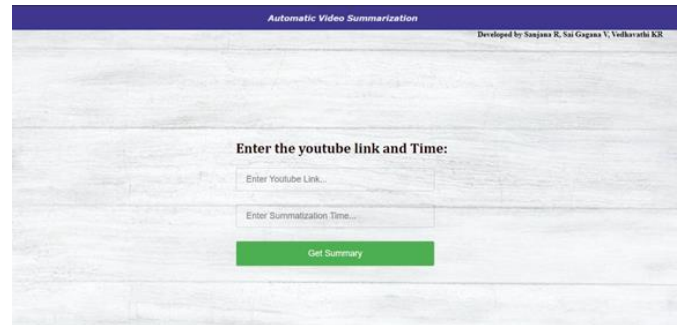 Automatic Video Summarization
Developed by Sanjana R, Sai Gagana V, Vedhavathi KR
Enter the youtube link and Time:
Enter Youtube Link...
Enter Summatization Time...
Get Summary